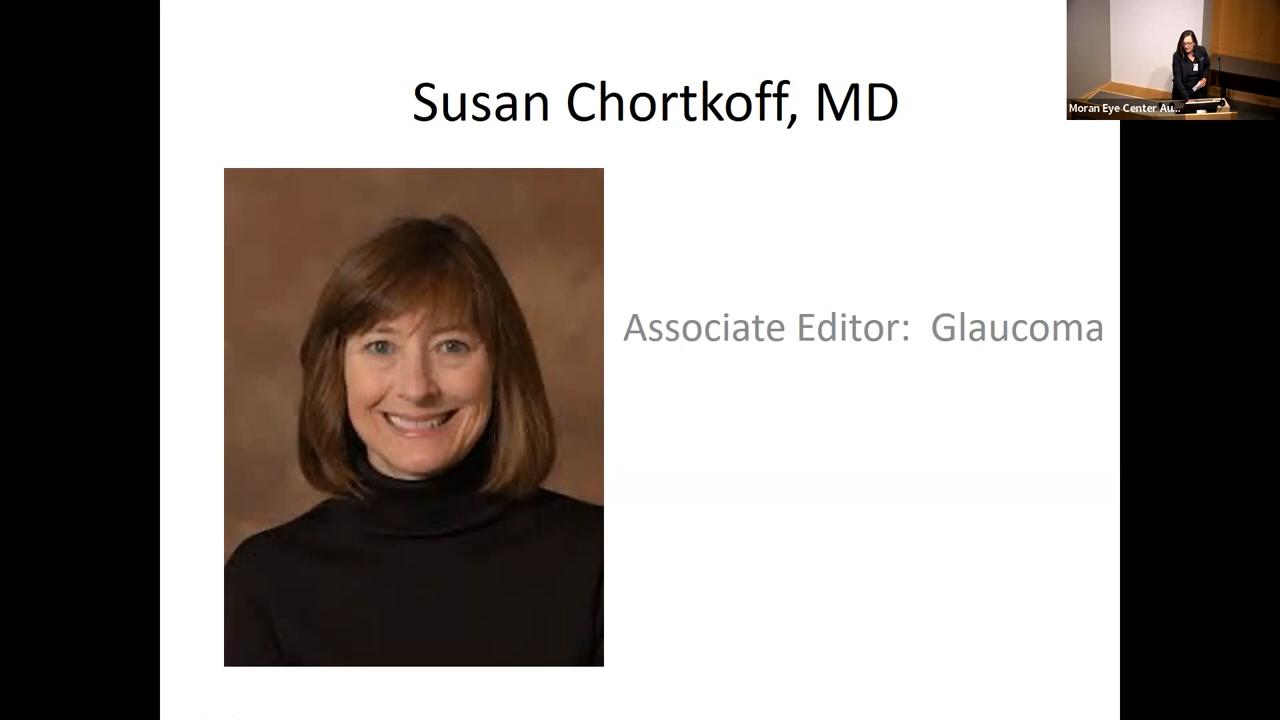 Susan Chortkoff, MD
Moran Eye Center Au...
Associate Editor: Glaucoma